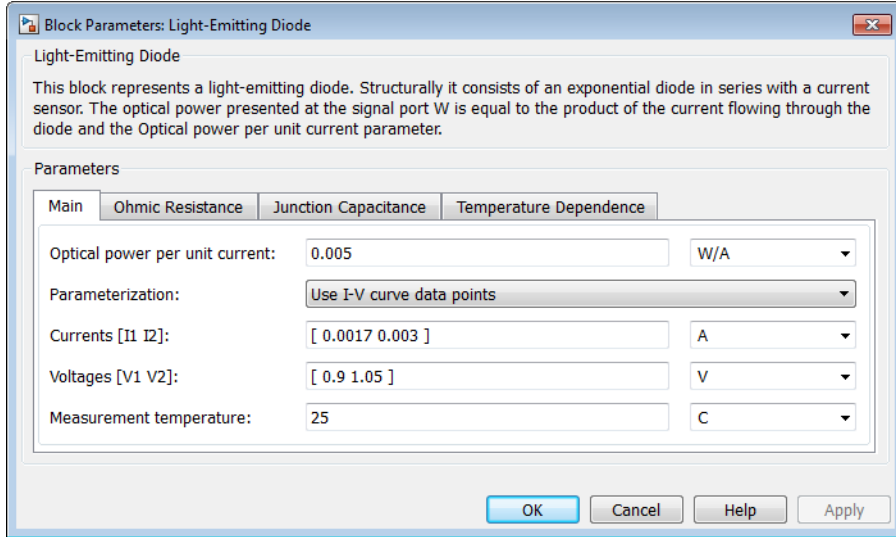 Block Parameters: Light-Emitting Diode
Light-Emitting Diode
This block represents a light-emitting diode. Structurally it consists of an exponential diode in series with a current
sensor. The optical power presented at the signal port W is equal to the product of the current flowing through the
diode and the Optical power per unit current parameter.
Parameters
Main Ohmic Resistance Junction Capacitance Temperature Dependence
Optical power per unit current: 0.005 W/A
Parameterization: Use I-V curve data points
Currents [I1 I2]: [ 0.0017 0.003 ] A
Voltages [V1 V2]: [ 0.9 1.05 ] V
Measurement temperature: 25 C
OK Cancel Help Apply